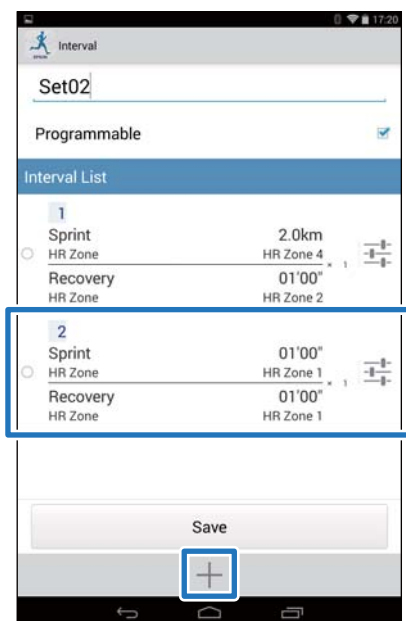 17:20
EPSON Interval
Set02
Programmable
Interval List
1
Sprint 2.0km
HR Zone HR Zone 4
× 1
Recovery 01'00"
HR Zone HR Zone 2
2
Sprint 01'00"
HR Zone HR Zone 1
× 1
Recovery 01'00"
HR Zone HR Zone 1
Save